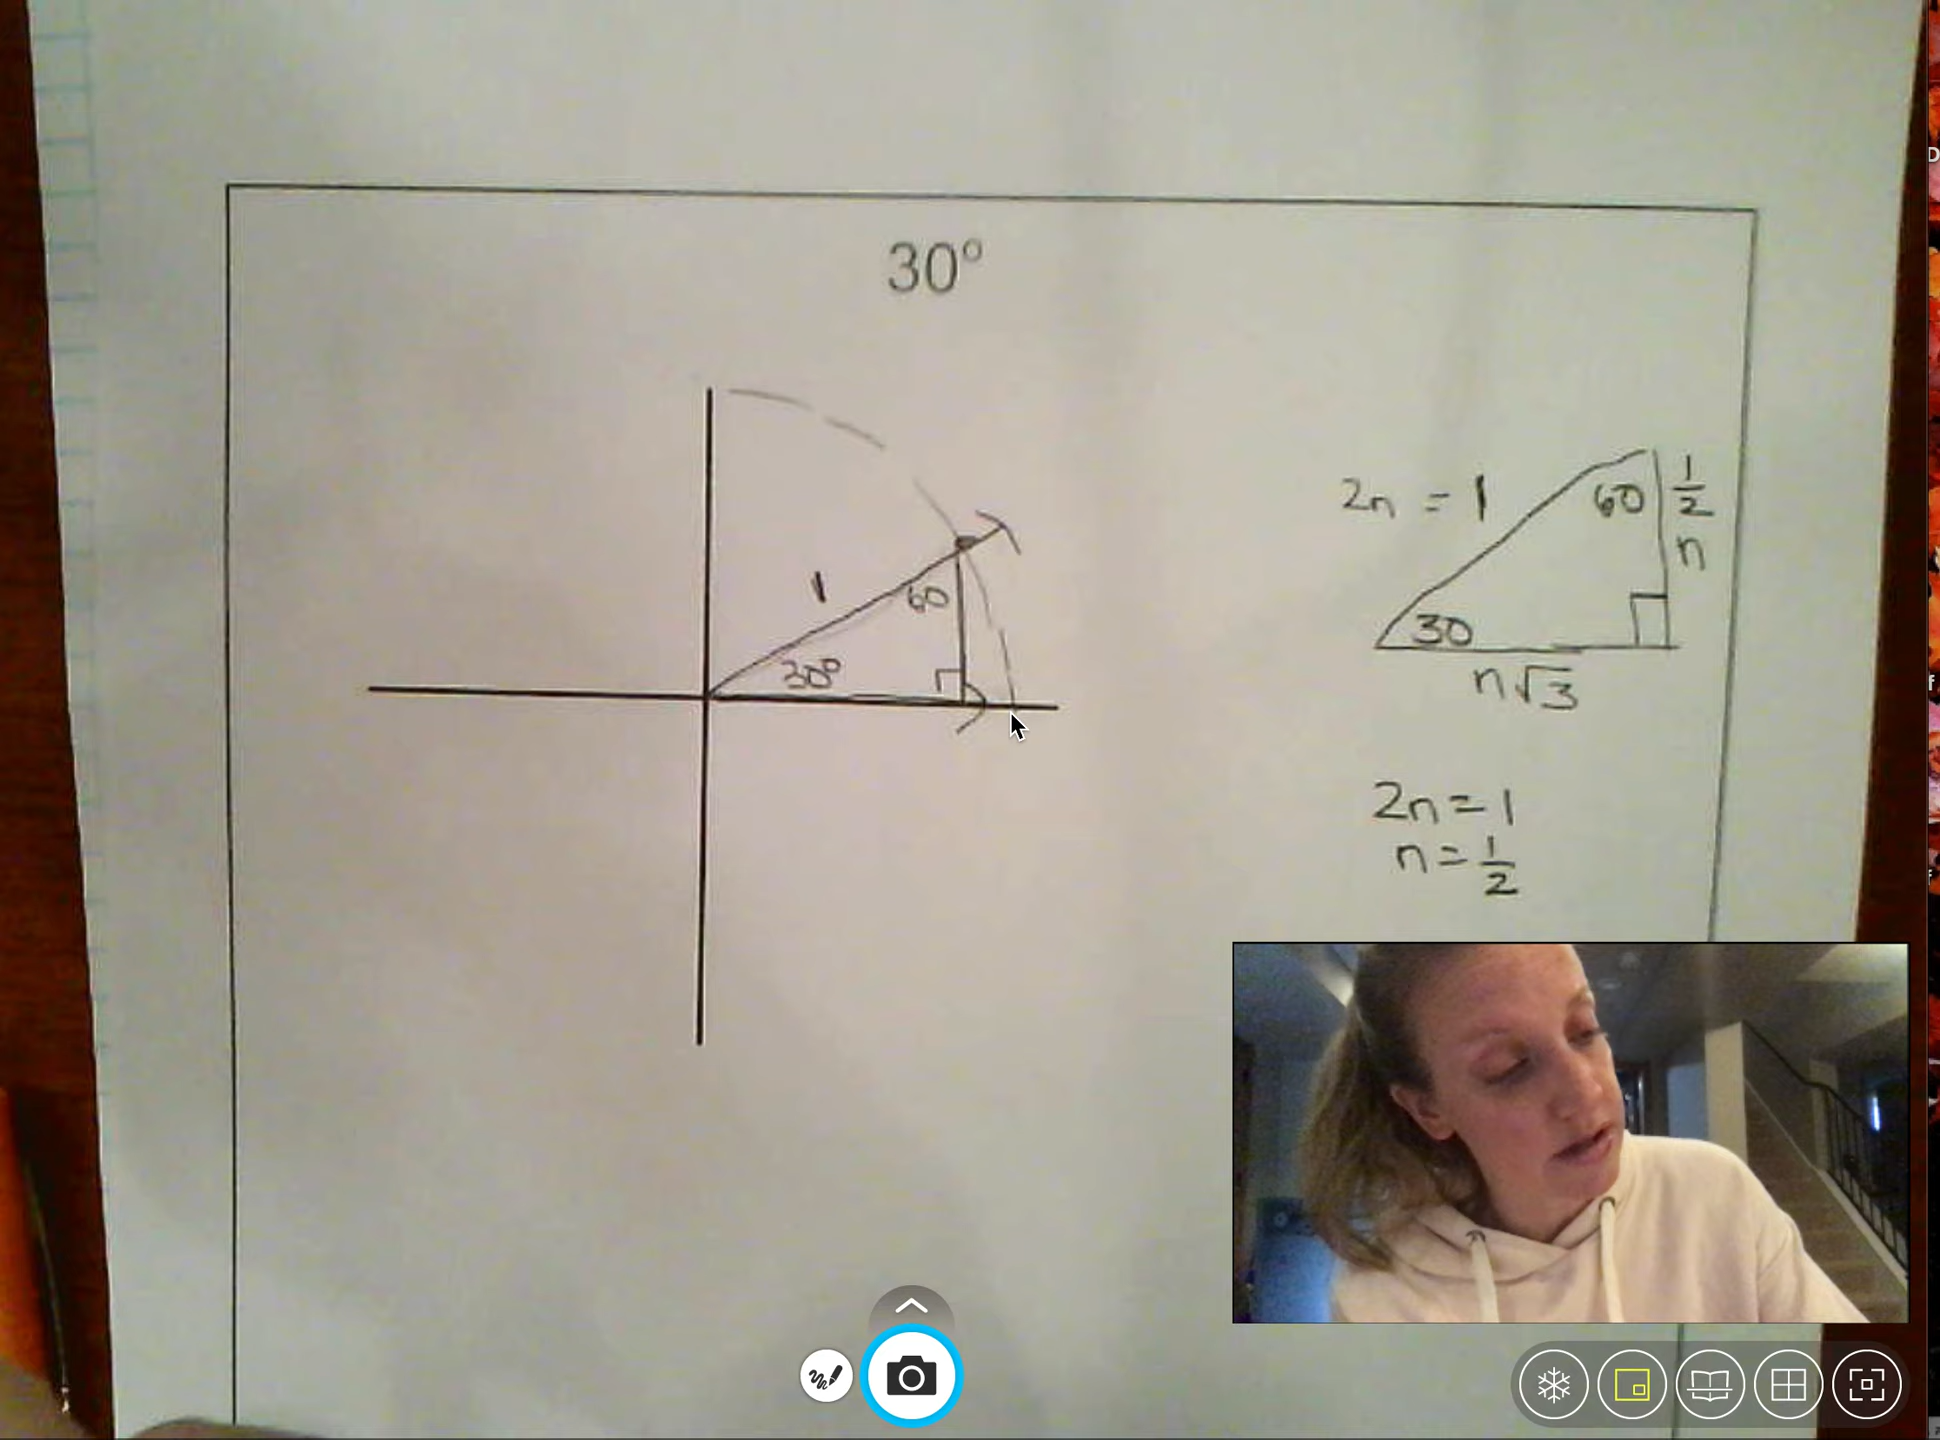 30°
1
60
30°
2n = 1
60
1/2
n
30
n√3
2n = 1
n = 1/2